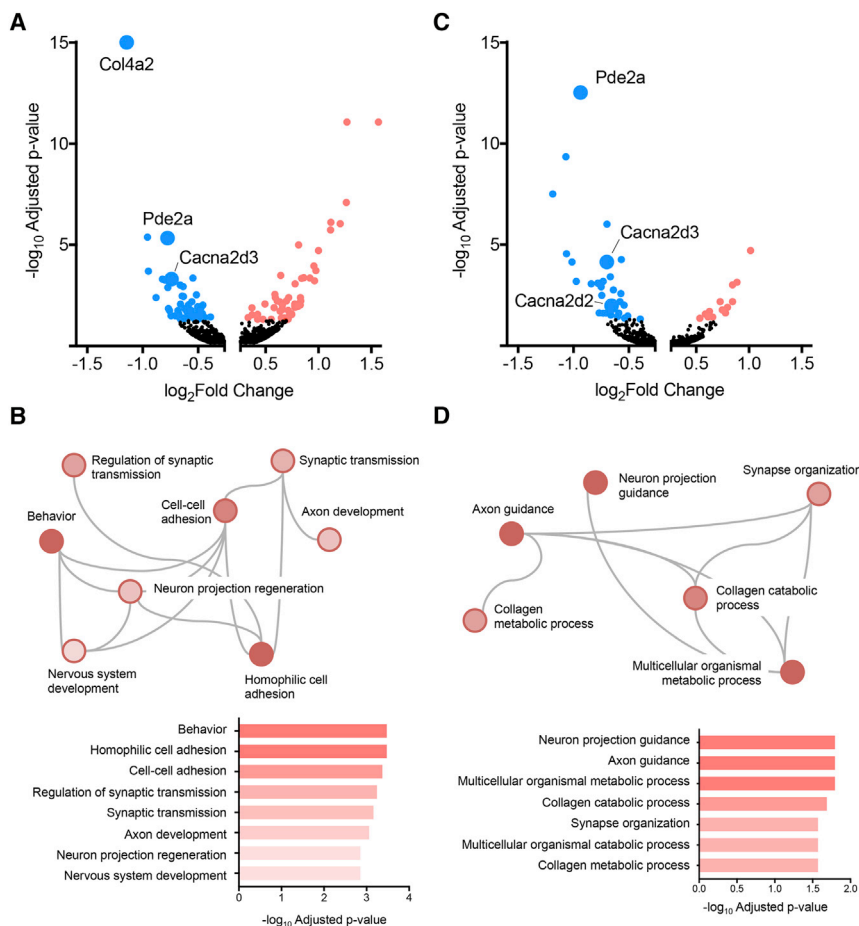 A
15
10
5
-log10 Adjusted p-value
Col4a2
Pde2a
Cacna2d3
-1.5
-1.0
-0.5
0.5
1.0
1.5
log2Fold Change
C
15
10
5
-log10 Adjusted p-value
Pde2a
Cacna2d3
Cacna2d2
-1.5
-1.0
-0.5
0.5
1.0
1.5
log2Fold Change
B
Regulation of synaptic
transmission
Synaptic transmission
Behavior
Cell-cell
adhesion
Axon development
Neuron projection regeneration
Nervous system
development
Homophilic cell
adhesion
Behavior
Homophilic cell adhesion
Cell-cell adhesion
Regulation of synaptic transmission
Synaptic transmission
Axon development
Neuron projection regeneration
Nervous system development
0
1
2
3
4
-log10 Adjusted p-value
D
Neuron projection
guidance
Synapse organization
Axon guidance
Collagen
metabolic process
Collagen catabolic
process
Multicellular organismal
metabolic process
Neuron projection guidance
Axon guidance
Multicellular organismal metabolic process
Collagen catabolic process
Synapse organization
Multicellular organismal catabolic process
Collagen metabolic process
0.0
0.5
1.0
1.5
2.0
-log10 Adjusted p-value